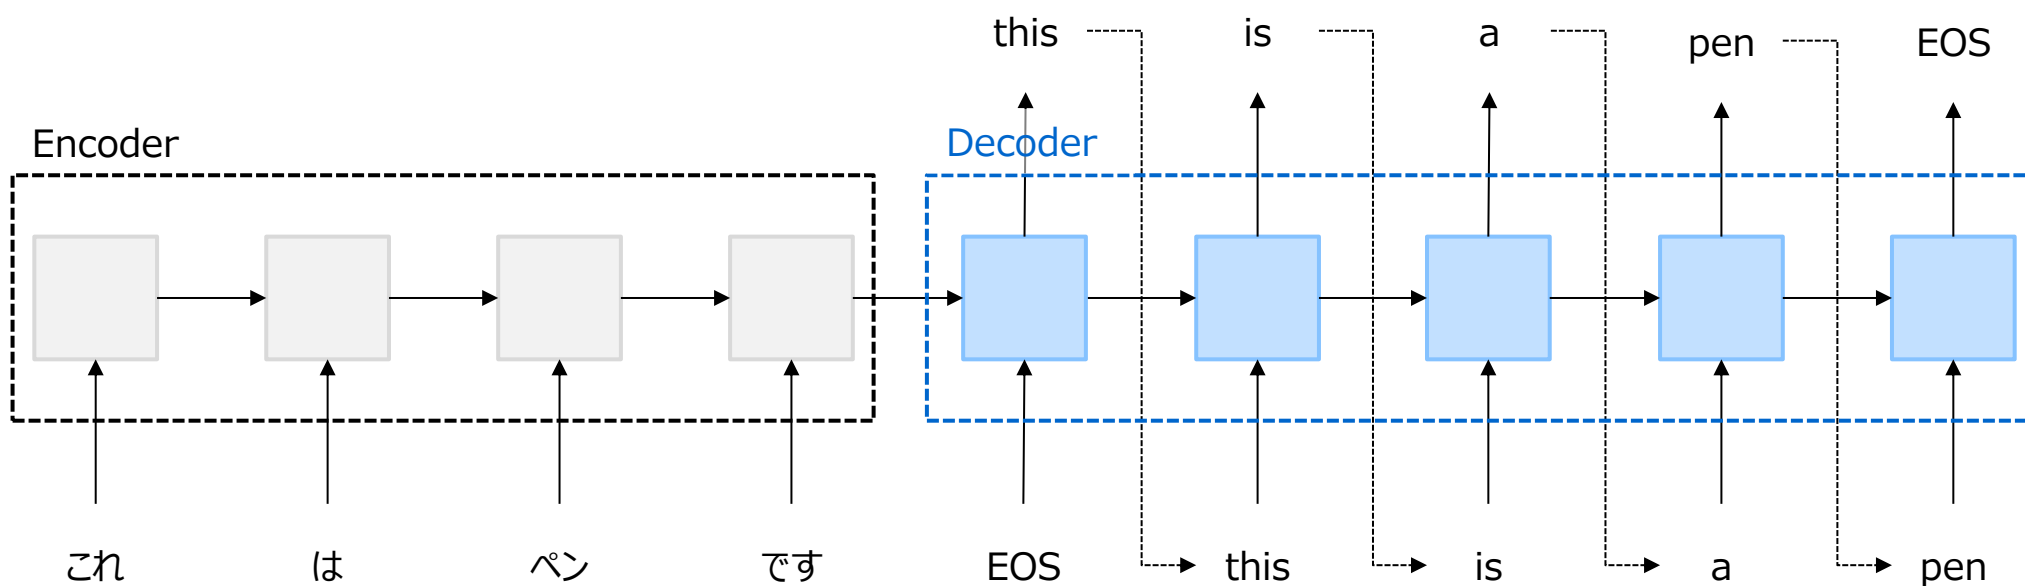 this is a pen EOS
Encoder
Decoder
これ は ペン です EOS this is a pen